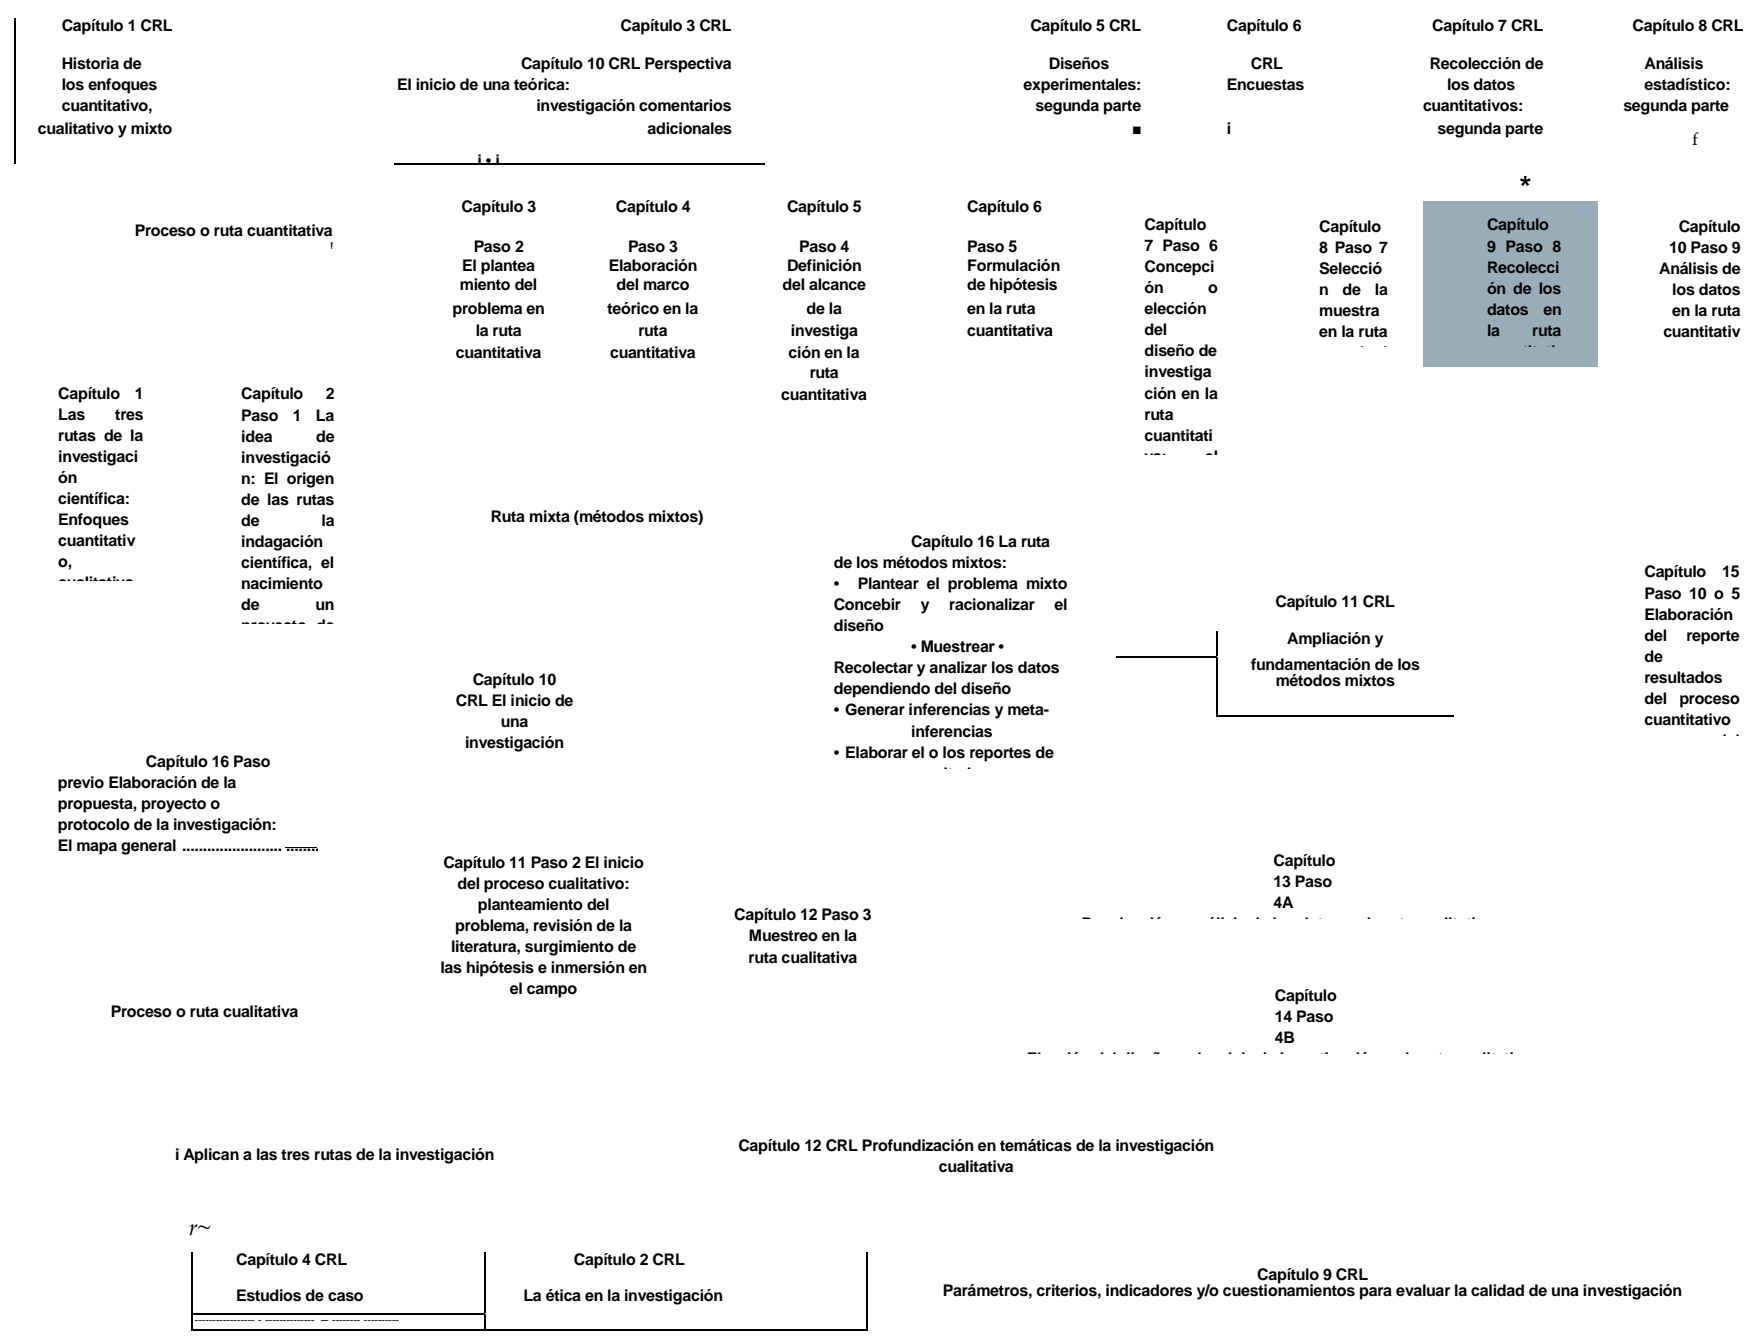 Capítulo 1 CRL
Historia de
los enfoques
cuantitativo,
cualitativo y mixto
Capítulo 3 CRL
Capítulo 10 CRL Perspectiva
El inicio de una teórica:
investigación comentarios
adicionales
i • i
Capítulo 5 CRL
Diseños
experimentales:
segunda parte
■
Capítulo 6
CRL
Encuestas
i
Capítulo 7 CRL
Recolección de
los datos
cuantitativos:
segunda parte
*
Capítulo 8 CRL
Análisis
estadístico:
segunda parte
f
Proceso o ruta cuantitativa
Capítulo 3
Paso 2
El plantea
miento del
problema en
la ruta
cuantitativa
Capítulo 4
Paso 3
Elaboración
del marco
teórico en la
ruta
cuantitativa
Capítulo 5
Paso 4
Definición
del alcance
de la
investiga
ción en la
ruta
cuantitativa
Capítulo 6
Paso 5
Formulación
de hipótesis
en la ruta
cuantitativa
Capítulo
7 Paso 6
Concepci
ón o
elección
del
diseño de
investiga
ción en la
ruta
cuantitati
Capítulo
8 Paso 7
Selecció
n de la
muestra
en la ruta
Capítulo
9 Paso 8
Recolecci
ón de los
datos en
la ruta
Capítulo
10 Paso 9
Análisis de
los datos
en la ruta
cuantitativ
Capítulo 1
Las tres
rutas de la
investigaci
ón
científica:
Enfoques
cuantitativ
o,
Capítulo 2
Paso 1 La
idea de
investigació
n: El origen
de las rutas
de la
indagación
científica, el
nacimiento
de un
Ruta mixta (métodos mixtos)
Capítulo 16 La ruta
de los métodos mixtos:
• Plantear el problema mixto
Concebir y racionalizar el
diseño
• Muestrear •
Recolectar y analizar los datos
dependiendo del diseño
• Generar inferencias y meta-
inferencias
• Elaborar el o los reportes de
Capítulo 11 CRL
Ampliación y
fundamentación de los
métodos mixtos
Capítulo 15
Paso 10 o 5
Elaboración
del reporte
de
resultados
del proceso
cuantitativo
Capítulo 10
CRL El inicio de
una
investigación
Capítulo 16 Paso
previo Elaboración de la
propuesta, proyecto o
protocolo de la investigación:
El mapa general ........................ ........
Capítulo 11 Paso 2 El inicio
del proceso cualitativo:
planteamiento del
problema, revisión de la
literatura, surgimiento de
las hipótesis e inmersión en
el campo
Capítulo 12 Paso 3
Muestreo en la
ruta cualitativa
Capítulo
13 Paso
4A
Capítulo
14 Paso
4B
Proceso o ruta cualitativa
i Aplican a las tres rutas de la investigación
Capítulo 12 CRL Profundización en temáticas de la investigación
cualitativa
r~
Capítulo 4 CRL
Estudios de caso
Capítulo 2 CRL
La ética en la investigación
Capítulo 9 CRL
Parámetros, criterios, indicadores y/o cuestionamientos para evaluar la calidad de una investigación